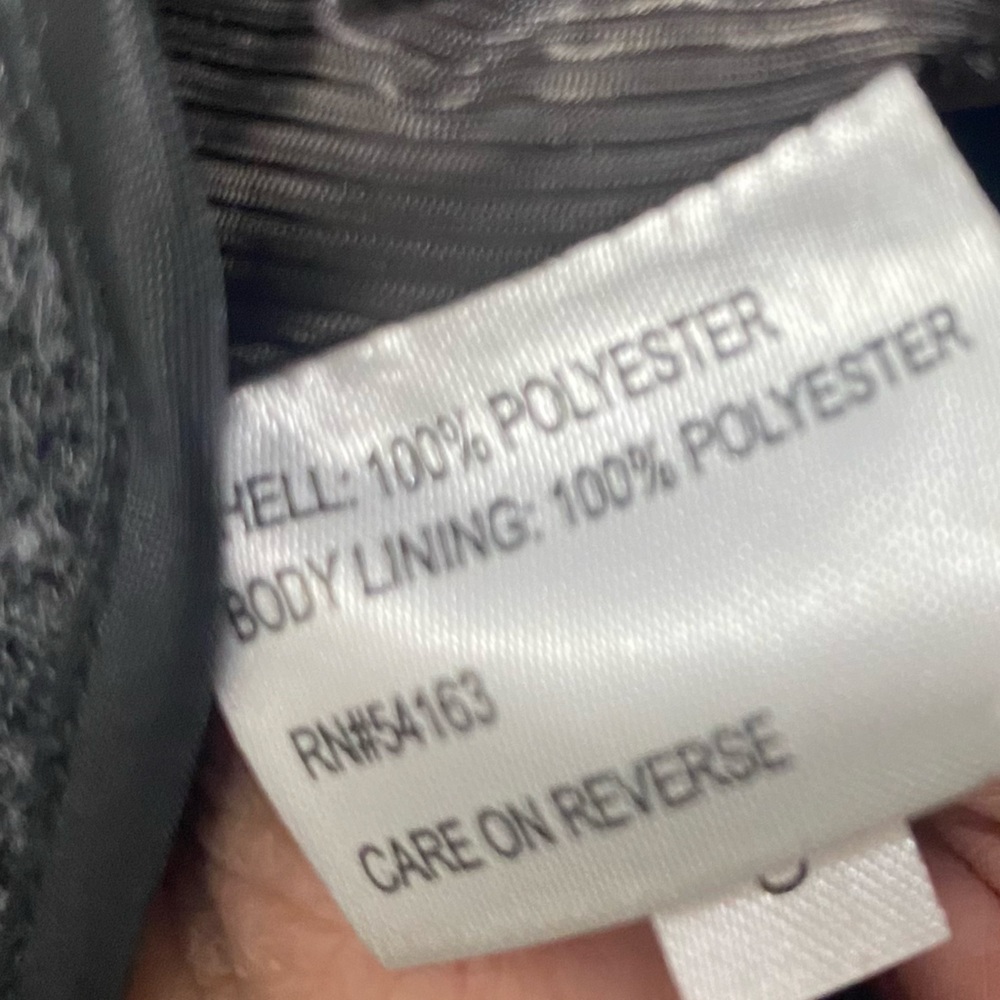 HELL: 100% POLYESTER
BODY LINING: 100% POLYESTER
RN#54163
CARE ON REVERSE